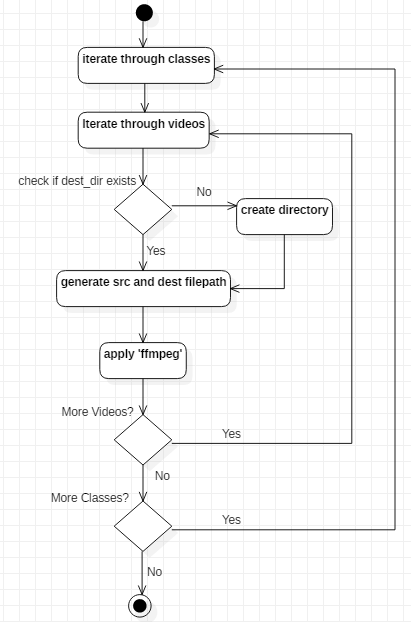 iterate through classes
Iterate through videos
check if dest_dir exists
No
create directory
Yes
generate src and dest filepath
apply 'ffmpeg'
More Videos?
Yes
No
More Classes?
Yes
No